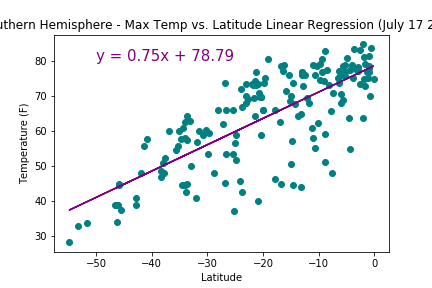 uthern Hemisphere - Max Temp vs. Latitude Linear Regression (July 17 2
y = 0.75x + 78.79
Temperature (F)
80
70
60
50
40
30
−50 −40 −30 −20 −10 0
Latitude